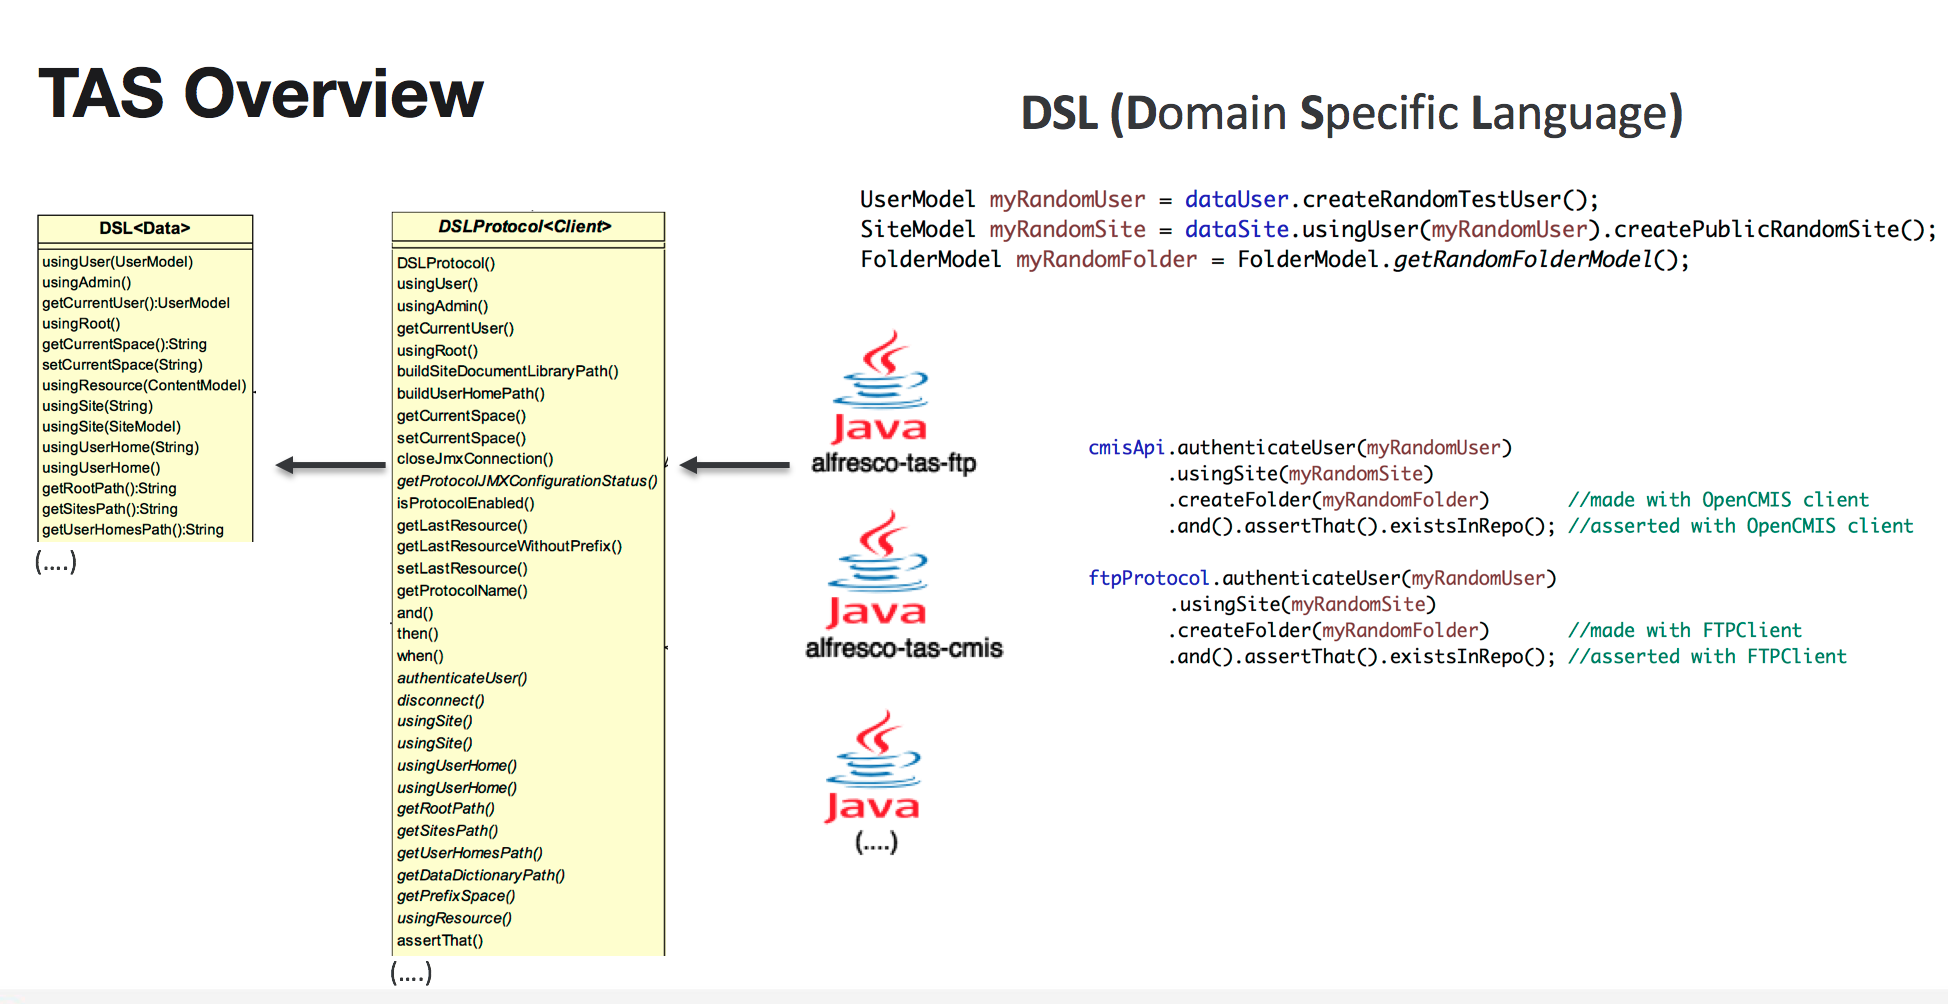 TAS Overview
DSL (Domain Specific Language)
DSL<Data>
usingUser(UserModel)
usingAdmin()
getCurrentUser():UserModel
usingRoot()
getCurrentSpace():String
setCurrentSpace(String)
usingResource(ContentModel)
usingSite(String)
usingSite(SiteModel)
usingUserHome(String)
usingUserHome()
getRootPath():String
getSitesPath():String
getUserHomesPath():String
(....)
DSLProtocol<Client>
DSLProtocol()
usingUser()
usingAdmin()
getCurrentUser()
usingRoot()
buildSiteDocumentLibraryPath()
buildUserHomePath()
getCurrentSpace()
setCurrentSpace()
closeJmxConnection()
getProtocolJMXConfigurationStatus()
isProtocolEnabled()
getLastResource()
getLastResourceWithoutPrefix()
setLastResource()
getProtocolName()
and()
then()
when()
authenticateUser()
disconnect()
usingSite()
usingSite()
usingUserHome()
usingUserHome()
getRootPath()
getSitesPath()
getUserHomesPath()
getDataDictionaryPath()
getPrefixSpace()
usingResource()
assertThat()
(....)
Java
alfresco-tas-ftp
Java
alfresco-tas-cmis
Java
(....)
UserModel myRandomUser = dataUser.createRandomTestUser();
SiteModel myRandomSite = dataSite.usingUser(myRandomUser).createPublicRandomSite();
FolderModel myRandomFolder = FolderModel.getRandomFolderModel();
cmisApi.authenticateUser(myRandomUser)
.usingSite(myRandomSite)
.createFolder(myRandomFolder) //made with OpenCMIS client
.and().assertThat().existsInRepo(); //asserted with OpenCMIS client
ftpProtocol.authenticateUser(myRandomUser)
.usingSite(myRandomSite)
.createFolder(myRandomFolder) //made with FTPClient
.and().assertThat().existsInRepo(); //asserted with FTPClient